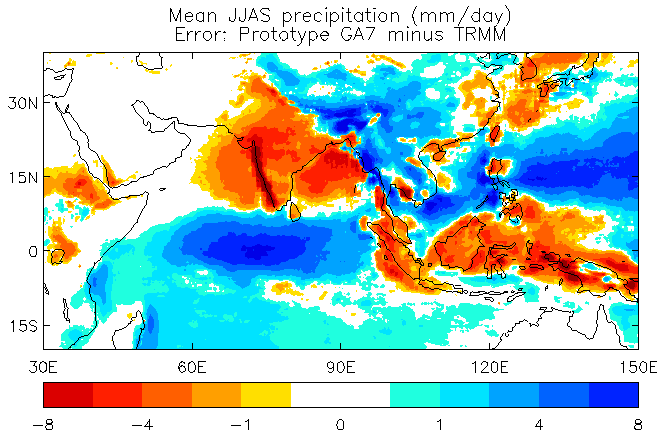 Mean JJAS precipitation (mm/day)
Error: Prototype GA7 minus TRMM
30N
15N
0
15S
30E 60E 90E 120E 150E
-8 -4 -1 0 1 4 8